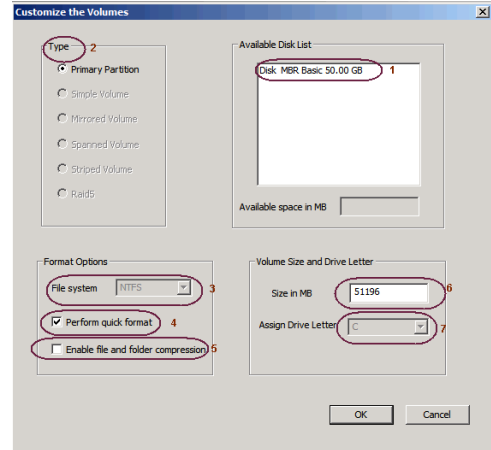 Customize the Volumes
Type 2
Primary Partition
Simple Volume
Mirrored Volume
Spanned Volume
Striped Volume
Raid5
Available Disk List
Disk MBR Basic 50.00 GB 1
Available space in MB
Format Options
File system NTFS 3
Perform quick format 4
Enable file and folder compression 5
Volume Size and Drive Letter
Size in MB 51196 6
Assign Drive Letter C 7
OK Cancel